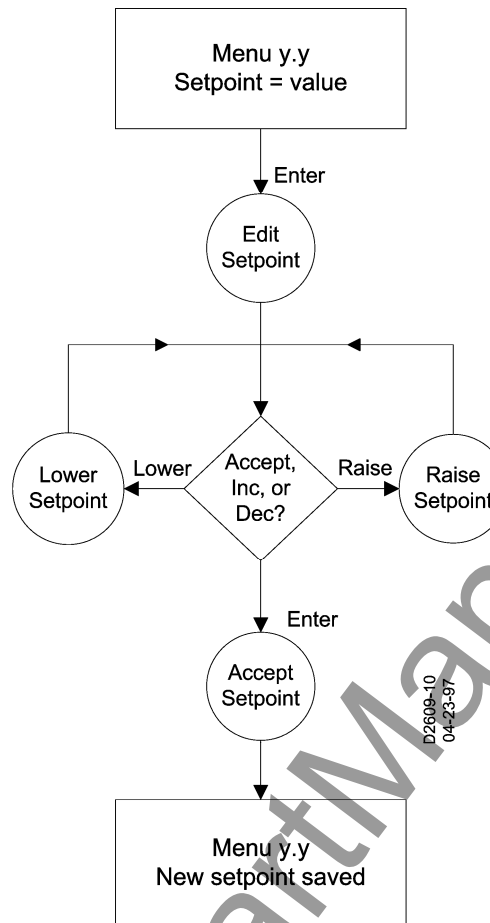 Menu y.y
Setpoint = value
Enter
Edit
Setpoint
Lower
Setpoint
Lower
Accept,
Inc, or
Dec?
Raise
Raise
Setpoint
Enter
Accept
Setpoint
D2609-10
04-23-97
Menu y.y
New setpoint saved